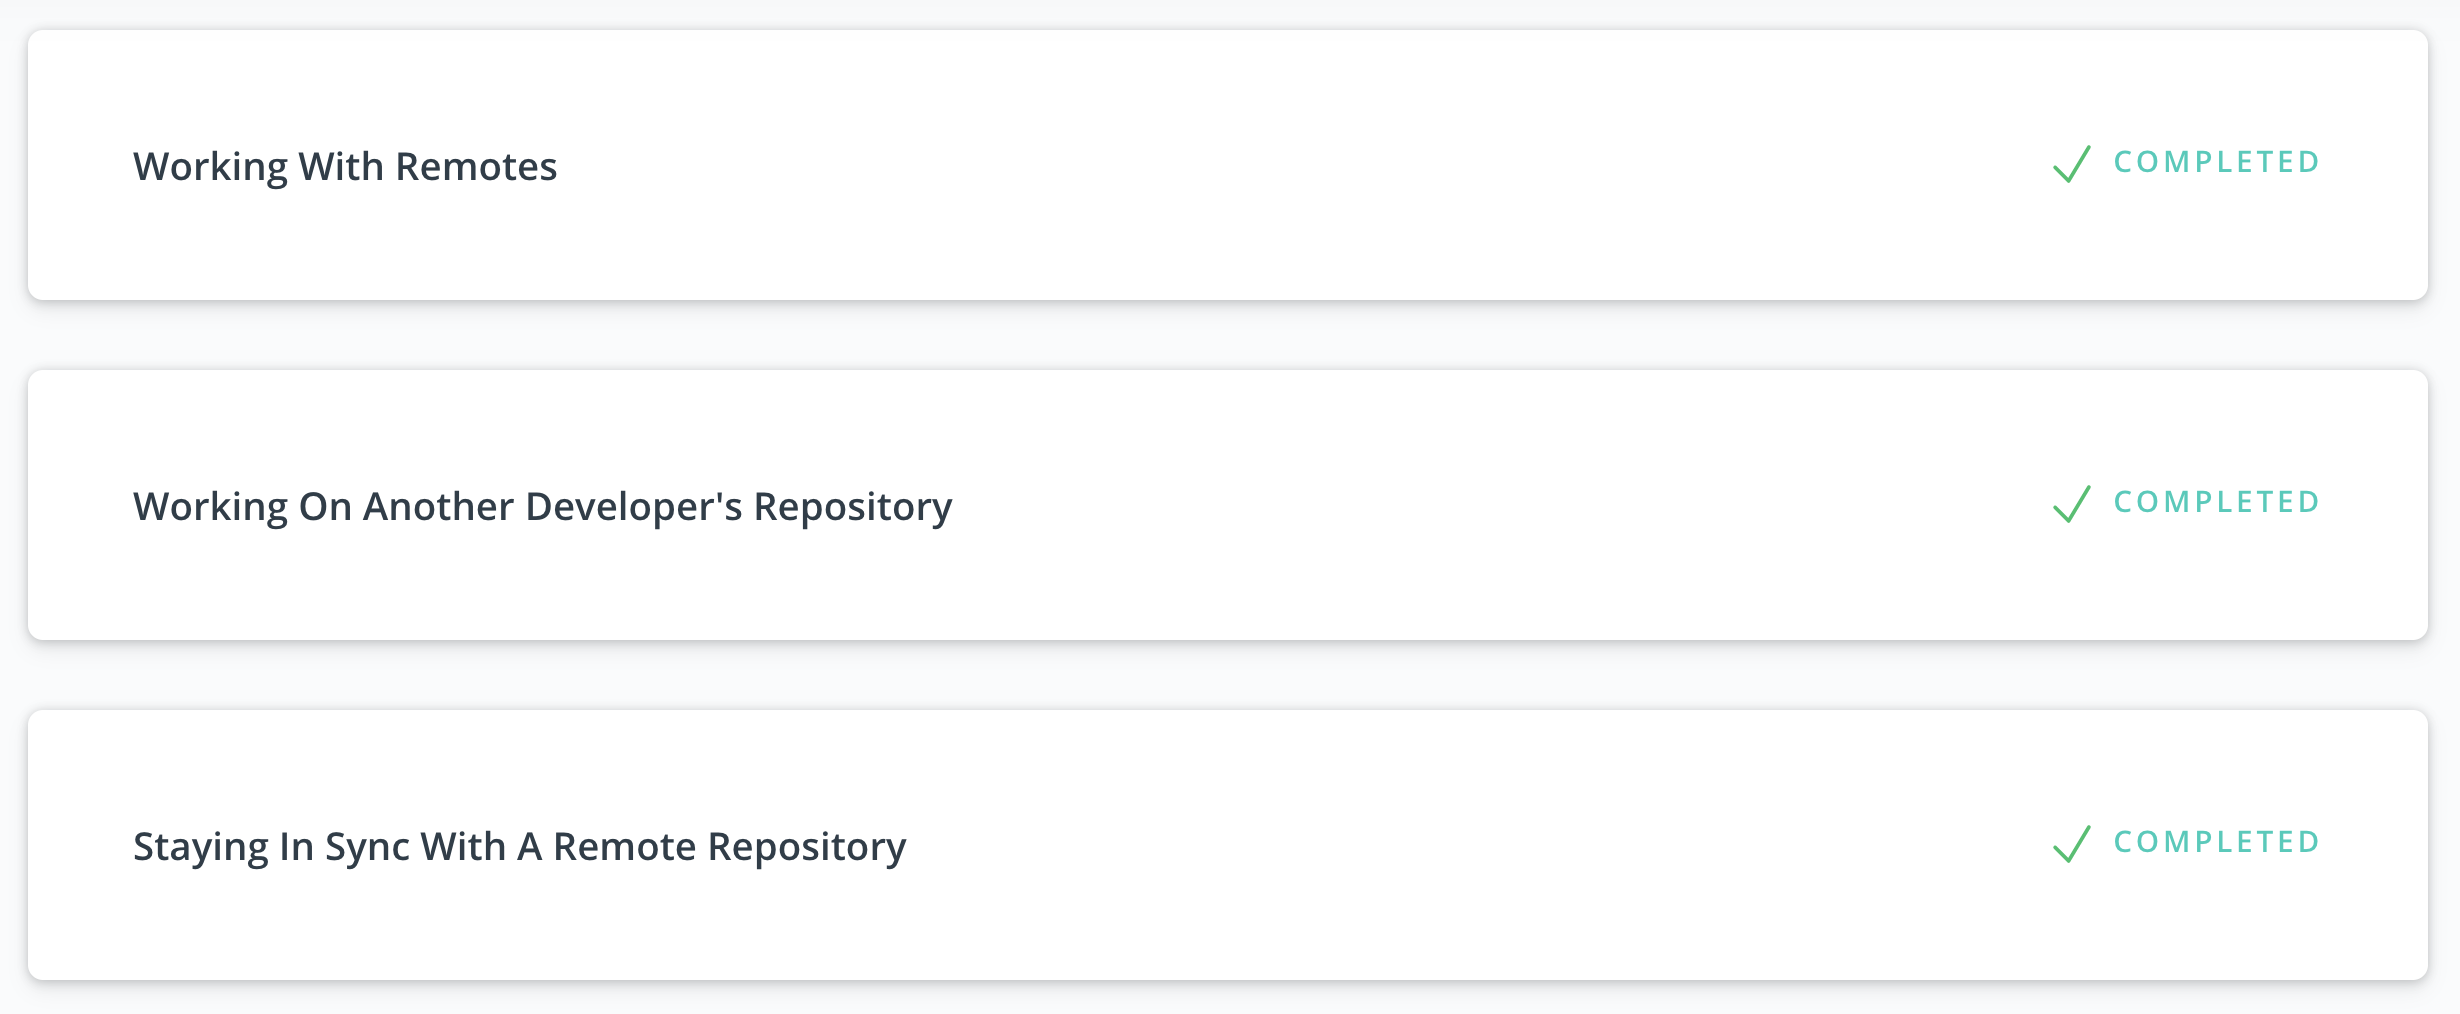 Working With Remotes
COMPLETED
Working On Another Developer's Repository
COMPLETED
Staying In Sync With A Remote Repository
COMPLETED